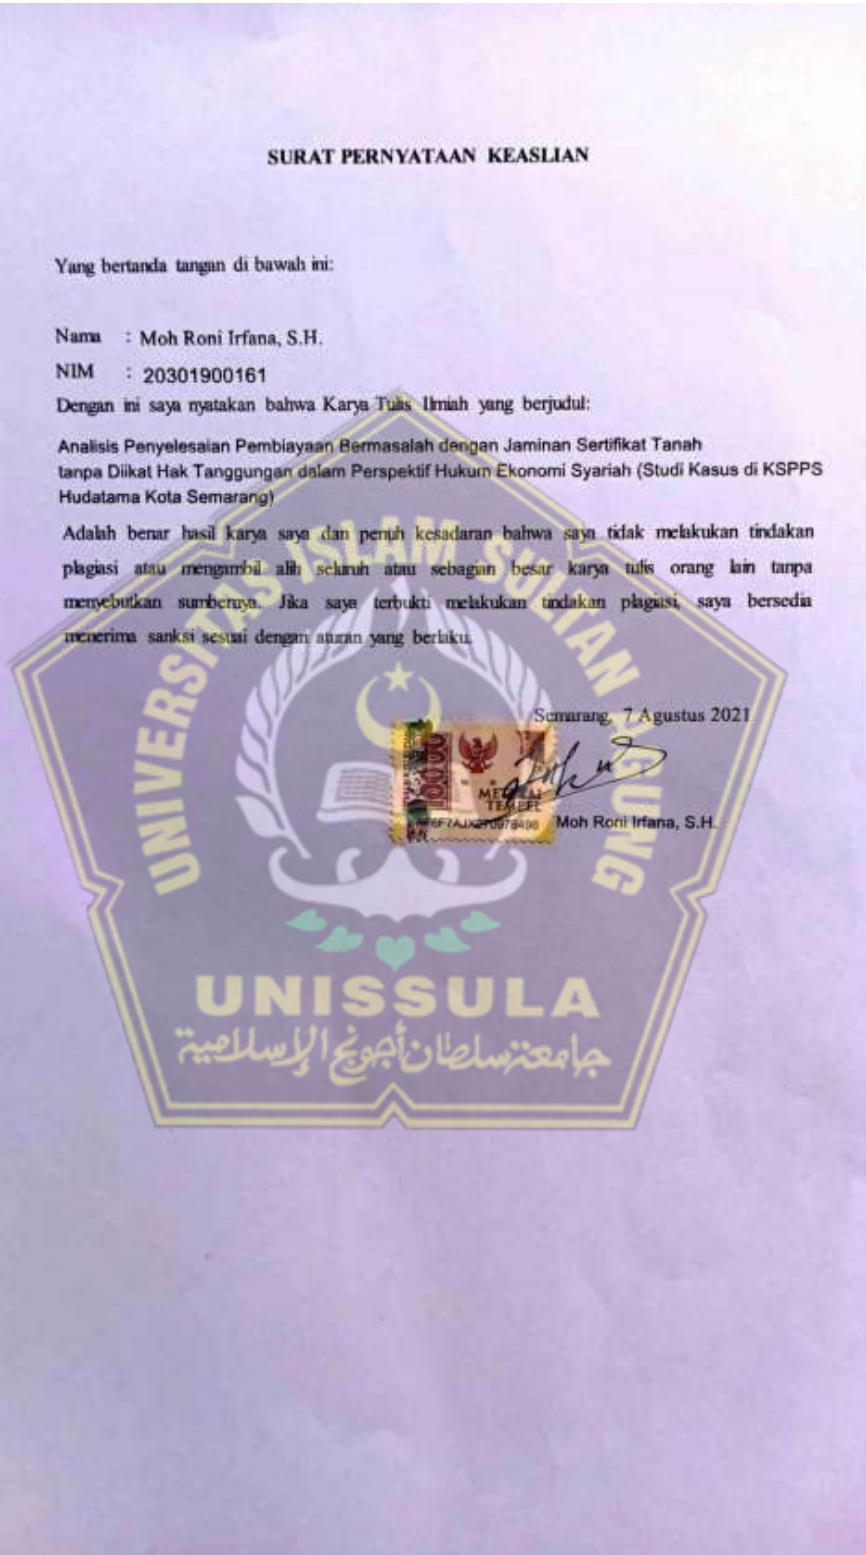 SURAT PERNYATAAN KEASLIAN
Yang bertanda tangan di bawah ini:
Nama : Moh Roni Irfana, S.H.
NIM : 20301900161
Dengan ini saya nyatakan bahwa Karya Tulis Ilmiah yang berjudul:
Analisis Penyelesaian Pembiayaan Bermasalah dengan Jaminan Sertifikat Tanah
tanpa Diikat Hak Tanggungan dalam Perspektif Hukum Ekonomi Syariah (Studi Kasus di KSPPS
Hudatama Kota Semarang)
Adalah benar hasil karya saya dan penuh kesadaran bahwa saya tidak melakukan tindakan
plagiasi atau mengambil alih seluruh atau sebagian besar karya tulis orang lain tanpa
menyebutkan sumbernya. Jika saya terbukti melakukan tindakan plagiasi, saya bersedia
menerima sanksi sesuai dengan aturan yang berlaku.
Semarang, 7 Agustus 2021
10000
METERAI
TEMPEL
Moh Roni Irfana, S.H.
UNIVERSITAS ISLAM SULTAN AGUNG
UNISSULA
جامعة سلطان أجونج الإسلامية